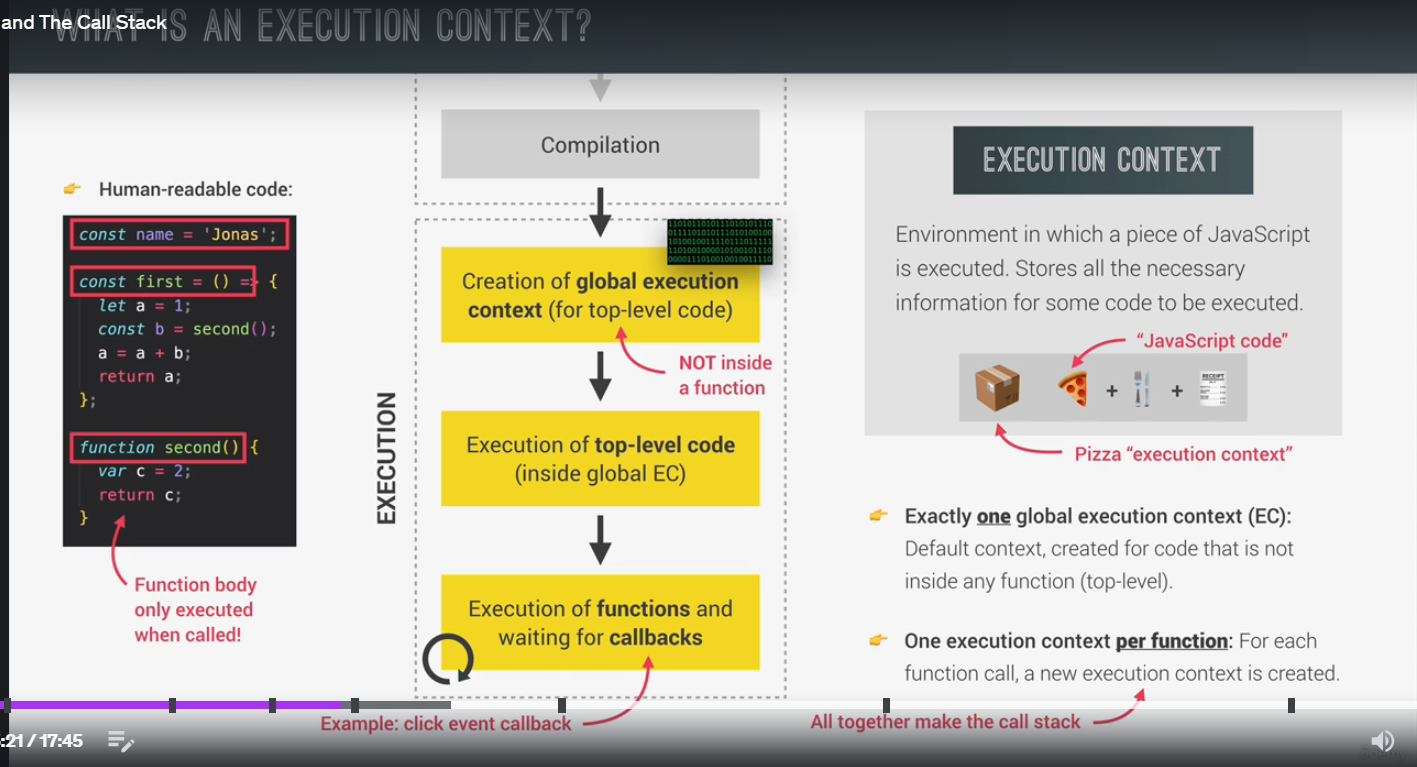 and The Call Stack
WHAT IS AN EXECUTION CONTEXT?
Compilation
Human-readable code:
const name = 'Jonas';
const first = () => {
let a = 1;
const b = second();
a = a + b;
return a;
};
function second() {
var c = 2;
return c;
}
Function body
only executed
when called!
EXECUTION
Creation of global execution
context (for top-level code)
NOT inside
a function
Execution of top-level code
(inside global EC)
Execution of functions and
waiting for callbacks
Example: click event callback
EXECUTION CONTEXT
Environment in which a piece of JavaScript
is executed. Stores all the necessary
information for some code to be executed.
"JavaScript code"
+ +
RECEIPT
Pizza "execution context"
Exactly one global execution context (EC):
Default context, created for code that is not
inside any function (top-level).
One execution context per function: For each
function call, a new execution context is created.
All together make the call stack
:21 / 17:45